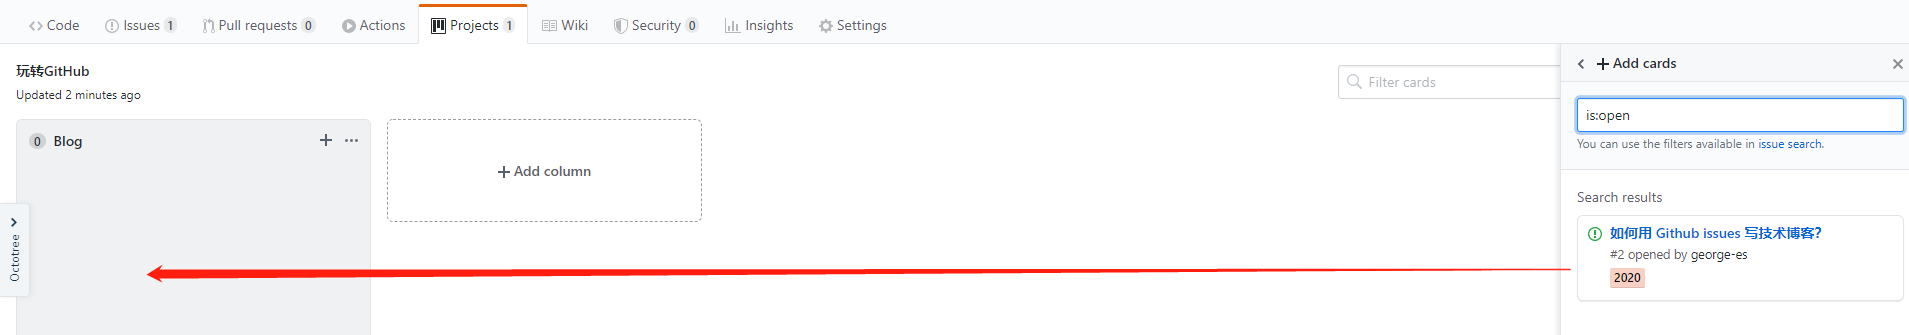 Code Issues 1 Pull requests 0 Actions Projects 1 Wiki Security 0 Insights Settings
玩转GitHub
Updated 2 minutes ago
Filter cards
0 Blog
+ Add column
Octotree
+ Add cards
is:open
You can use the filters available in issue search.
Search results
如何用 Github issues 写技术博客？
#2 opened by george-es
2020